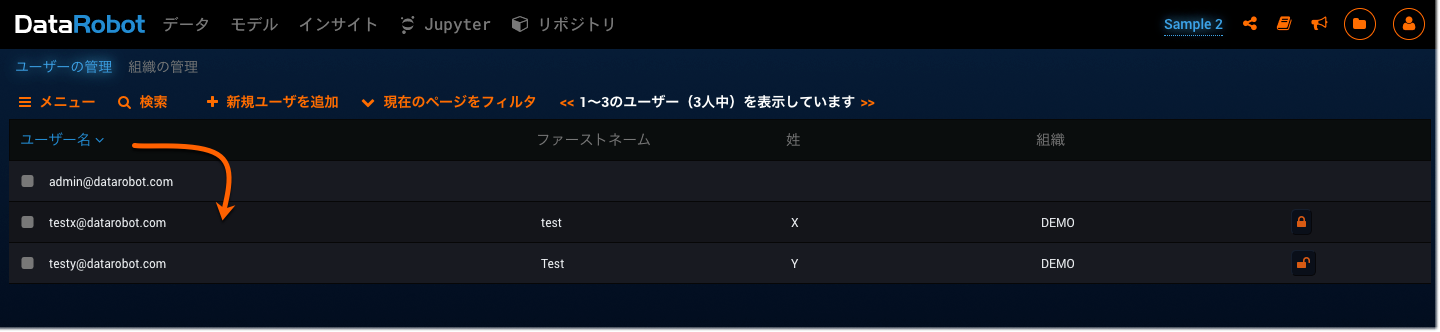 DataRobot データ モデル インサイト Jupyter リポジトリ Sample 2
ユーザーの管理 組織の管理
メニュー 検索 新規ユーザを追加 現在のページをフィルタ << 1〜3のユーザー（3人中）を表示しています >>
ユーザー名 ファーストネーム 姓 組織
admin@datarobot.com
testx@datarobot.com test X DEMO
testy@datarobot.com Test Y DEMO